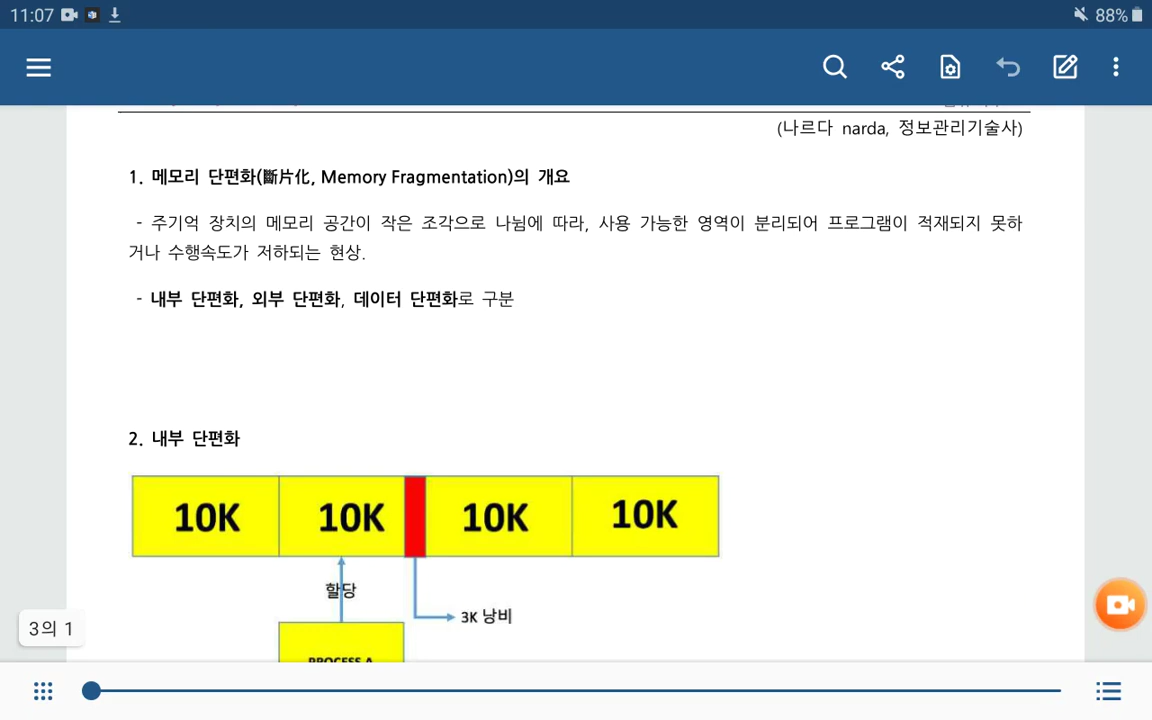 11:07
88%
(나르다 narda, 정보관리기술사)
1. 메모리 단편화(斷片化, Memory Fragmentation)의 개요
- 주기억 장치의 메모리 공간이 작은 조각으로 나뉨에 따라, 사용 가능한 영역이 분리되어 프로그램이 적재되지 못하
거나 수행속도가 저하되는 현상.
- 내부 단편화, 외부 단편화, 데이터 단편화로 구분
2. 내부 단편화
10K 10K 10K 10K
할당
3K 낭비
PROCESS A
3의 1